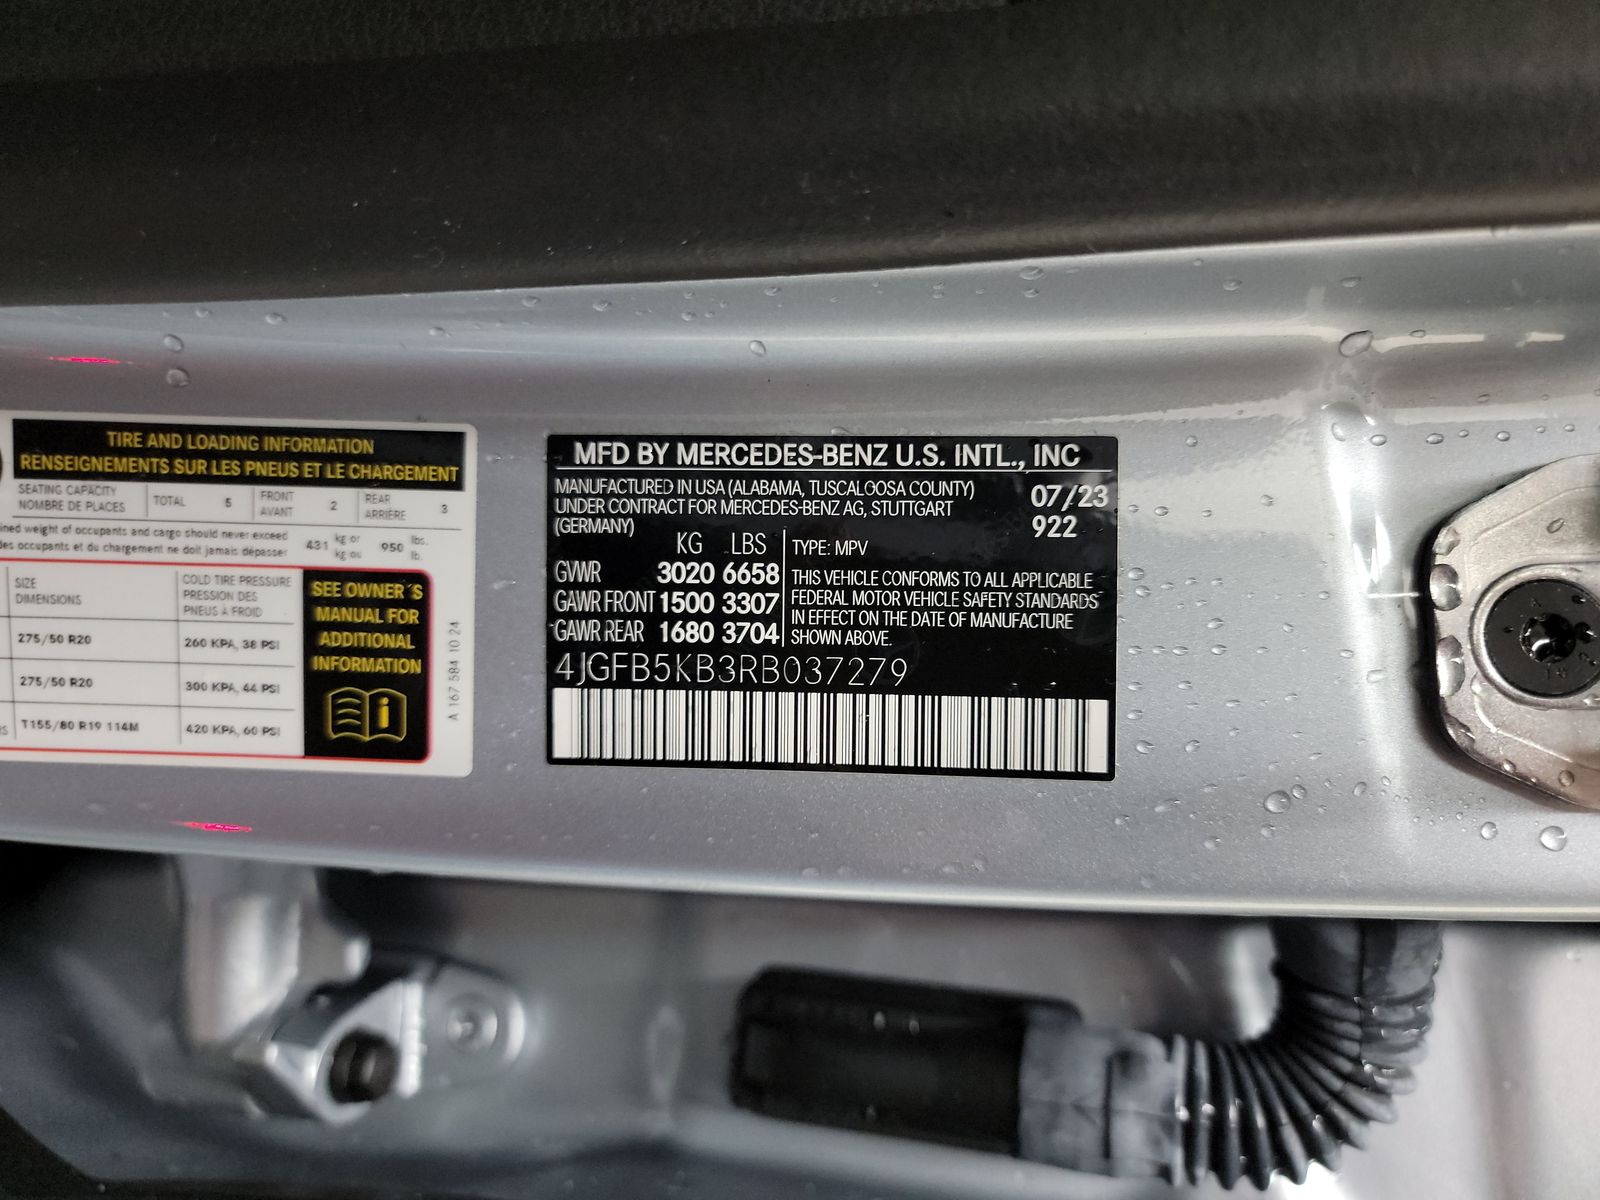 TIRE AND LOADING INFORMATION
RENSEIGNEMENTS SUR LES PNEUS ET LE CHARGEMENT
SEATING CAPACITY
NOMBRE DE PLACES
TOTAL 5
FRONT
AVANT
2
REAR
ARRIÈRE
3
weight of occupants and cargo should never exceed
des occupants et du chargement ne doit jamais dépasser
431 kg or
kg ou
950 lbs.
lb.
SIZE
DIMENSIONS
COLD TIRE PRESSURE
PRESSION DES
PNEUS À FROID
275/50 R20 260 KPA, 38 PSI
275/50 R20 300 KPA, 44 PSI
T155/80 R19 114M 420 KPA, 60 PSI
SEE OWNER´S
MANUAL FOR
ADDITIONAL
INFORMATION
A 167 584 10 24
MFD BY MERCEDES-BENZ U.S. INTL., INC
MANUFACTURED IN USA (ALABAMA, TUSCALOOSA COUNTY)
UNDER CONTRACT FOR MERCEDES-BENZ AG, STUTTGART
(GERMANY)
07/23
922
KG LBS
GVWR 3020 6658
GAWR FRONT 1500 3307
GAWR REAR 1680 3704
TYPE: MPV
THIS VEHICLE CONFORMS TO ALL APPLICABLE
FEDERAL MOTOR VEHICLE SAFETY STANDARDS
IN EFFECT ON THE DATE OF MANUFACTURE
SHOWN ABOVE.
4JGFB5KB3RB037279